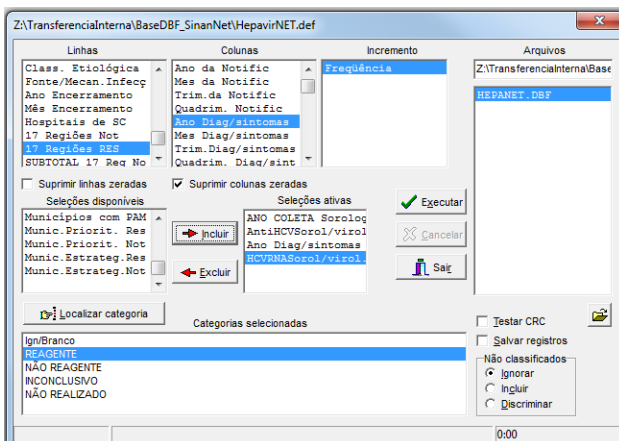 Z:\TransferenciaInterna\BaseDBF_SinanNet\HepavirNET.def
Linhas
Class. Etiológica
Fonte/Mecan.Infecç
Ano Encerramento
Mês Encerramento
Hospitais de SC
17 Regiões Not
17 Regiões RES
SUBTOTAL 17 Reg No
Colunas
Ano da Notific
Mes da Notific
Trim.da Notific
Quadrim. Notific
Ano Diag/sintomas
Mes Diag/sintomas
Trim.Diag/sintomas
Quadrim. Diag/sint
Incremento
Freqüência
Arquivos
Z:\TransferenciaInterna\Base
HEPANET.DBF
Suprimir linhas zeradas
Suprimir colunas zeradas
Seleções disponíveis
Municípios com PAM
Munic.Priorit. Res
Munic.Priorit. Not
Munic.Estrateg.Res
Munic.Estrateg.Not
Incluir
Excluir
Seleções ativas
ANO COLETA Sorolog
AntiHCVSorol/virol
Ano Diag/sintomas
HCVRNASorol/virol.
Executar
Cancelar
Sair
Localizar categoria
Categorias selecionadas
Ign/Branco
REAGENTE
NÃO REAGENTE
INCONCLUSIVO
NÃO REALIZADO
Testar CRC
Salvar registros
Não classificados
Ignorar
Incluir
Discriminar
0:00